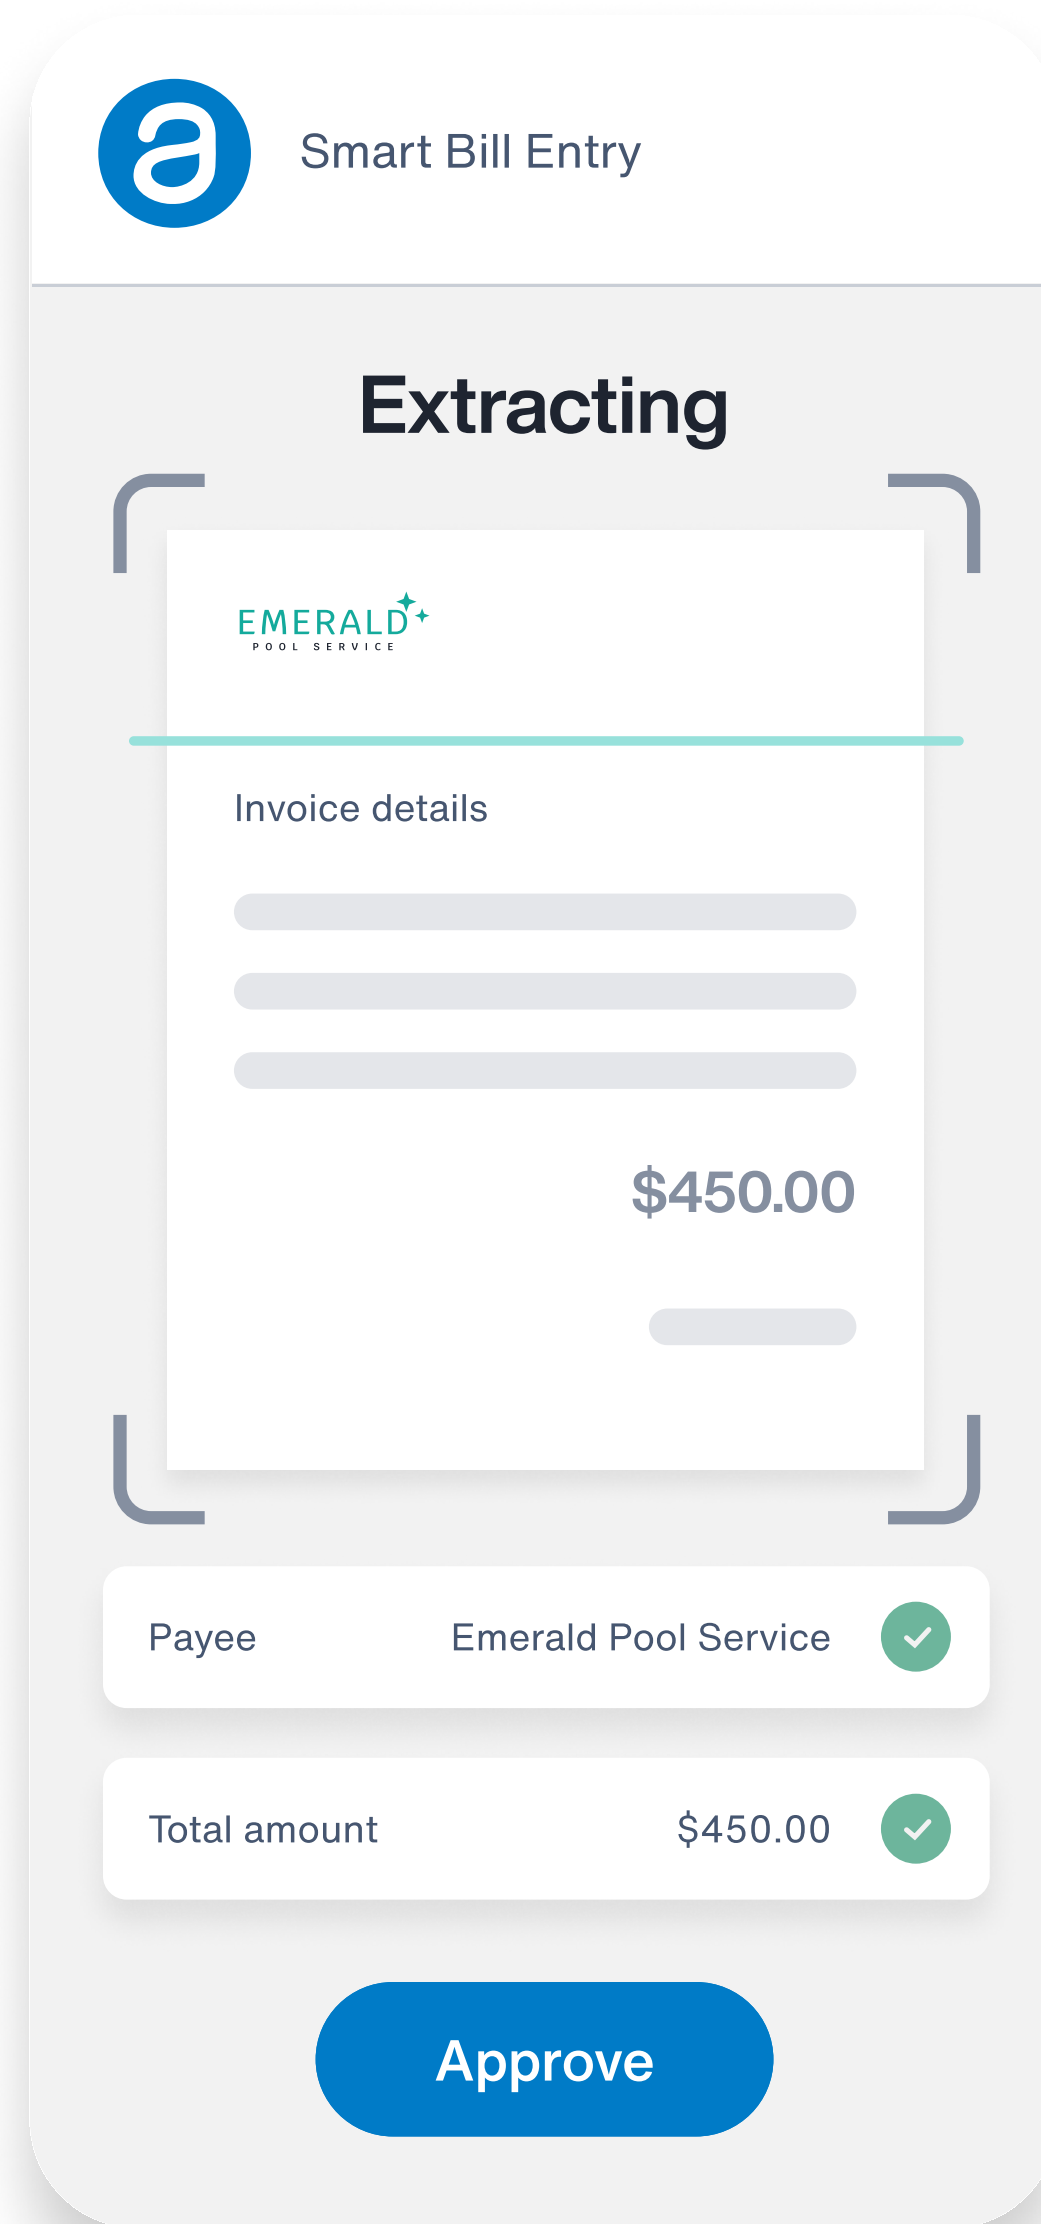 a
Smart Bill Entry
Extracting
EMERALD
POOL SERVICE
Invoice details
$450.00
Payee Emerald Pool Service
Total amount $450.00
Approve